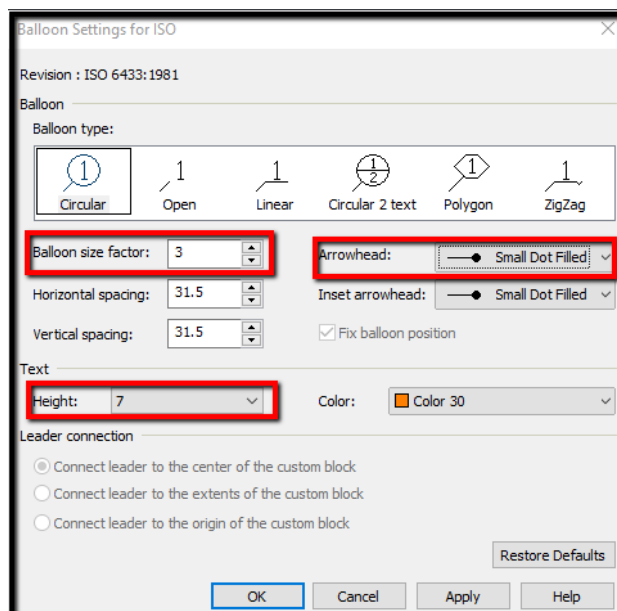 Balloon Settings for ISO
Revision : ISO 6433:1981
Balloon
Balloon type:
1 1 1 1 2 1 1
Circular Open Linear Circular 2 text Polygon ZigZag
Balloon size factor: 3 Arrowhead: Small Dot Filled
Horizontal spacing: 31.5 Inset arrowhead: Small Dot Filled
Vertical spacing: 31.5 Fix balloon position
Text
Height: 7 Color: Color 30
Leader connection
Connect leader to the center of the custom block
Connect leader to the extents of the custom block
Connect leader to the origin of the custom block
Restore Defaults
OK Cancel Apply Help